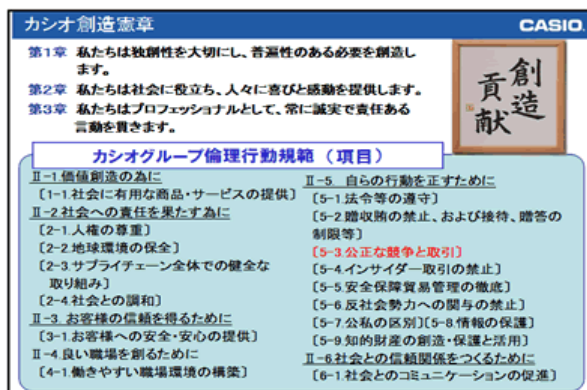 カシオ創造憲章
CASIO
第1章 私たちは独創性を大切にし、普遍性のある必要を創造し
ます。
第2章 私たちは社会に役立ち、人々に喜びと感動を提供します。
第3章 私たちはプロフェッショナルとして、常に誠実で責任ある
言動を貫きます。
創造
貢献
カシオグループ倫理行動規範（項目）
Ⅱ-1.価値創造の為に
〔1-1.社会に有用な商品・サービスの提供〕
Ⅱ-2.社会への責任を果たす為に
〔2-1.人権の尊重〕
〔2-2.地球環境の保全〕
〔2-3.サプライチェーン全体での健全な
取り組み〕
〔2-4.社会との調和〕
Ⅱ-3.お客様の信頼を得るために
〔3-1.お客様への安全・安心の提供〕
Ⅱ-4.良い職場を創るために
〔4-1.働きやすい職場環境の構築〕
Ⅱ-5. 自らの行動を正すために
〔5-1.法令等の遵守〕
〔5-2.贈収賄の禁止、および接待、贈答の
制限等〕
〔5-3.公正な競争と取引〕
〔5-4.インサイダー取引の禁止〕
〔5-5.安全保障貿易管理の徹底〕
〔5-6.反社会勢力への関与の禁止〕
〔5-7.公私の区別〕〔5-8.情報の保護〕
〔5-9.知的財産の創造・保護と活用〕
Ⅱ-6.社会との信頼関係をつくるために
〔6-1.社会とのコミュニケーションの促進〕